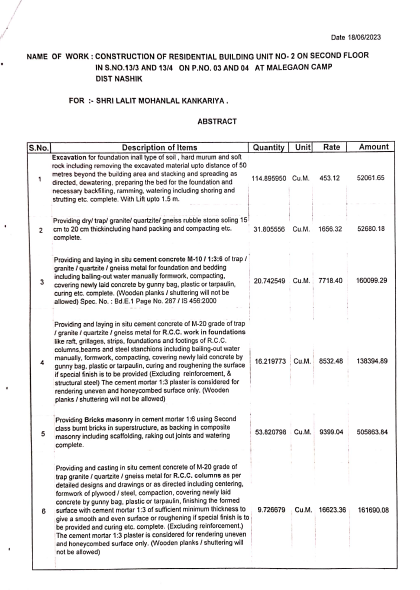 Date 18/06/2023
NAME OF WORK : CONSTRUCTION OF RESIDENTIAL BUILDING UNIT NO- 2 ON SECOND FLOOR
IN S.NO.13/3 AND 13/4 ON P.NO. 03 AND 04 AT MALEGAON CAMP
DIST NASHIK
FOR :- SHRI LALIT MOHANLAL KANKARIYA .
ABSTRACT
S.No. Description of Items Quantity Unit Rate Amount
Excavation for foundation inall type of soil , hard murum and soft
rock including removing the excavated material upto distance of 50
metres beyond the building area and stacking and spreading as
1 directed, dewatering, preparing the bed for the foundation and 114.895950 Cu.M. 453.12 52061.65
necessary backfilling, ramming, watering including shoring and
strutting etc. complete. With Lift upto 1.5 m.
Providing dry/ trap/ granite/ quartzite/ gneiss rubble stone soling 15
2 cm to 20 cm thickincluding hand packing and compacting etc. 31.805556 Cu.M. 1656.32 52680.18
complete.
Providing and laying in situ cement concrete M-10 / 1:3:6 of trap /
granite / quartzite / gneiss metal for foundation and bedding
including bailing-out water manually formwork, compacting,
3 covering newly laid concrete by gunny bag, plastic or tarpaulin, 20.742549 Cu.M. 7718.40 160099.29
curing etc. complete. (Wooden planks / shuttering will not be
allowed) Spec. No. : Bd.E.1 Page No. 287 / IS 456:2000
Providing and laying in situ cement concrete of M-20 grade of trap
/ granite / quartzite / gneiss metal for R.C.C. work in foundations
like raft, grillages, strips, foundations and footings of R.C.C.
columns,beams and steel stanchions including bailing-out water
manually, formwork, compacting, covering newly laid concrete by
4 gunny bag, plastic or tarpaulin, curing and roughening the surface 16.219773 Cu.M. 8532.48 138394.89
if special finish is to be provided (Excluding reinforcement, &
structural steel) The cement mortar 1:3 plaster is considered for
rendering uneven and honeycombed surface only. (Wooden
planks / shuttering will not be allowed)
Providing Bricks masonry in cement mortar 1:6 using Second
class burnt bricks in superstructure, as backing in composite
5 masonry including scaffolding, raking out joints and watering 53.820798 Cu.M. 9399.04 505863.84
complete.
Providing and casting in situ cement concrete of M-20 grade of
trap granite / quartzite / gneiss metal for R.C.C. columns as per
detailed designs and drawings or as directed including centering,
formwork of plywood / steel, compaction, covering newly laid
concrete by gunny bag, plastic or tarpaulin, finishing the formed
6 surface with cement mortar 1:3 of sufficient minimum thickness to 9.726679 Cu.M. 16623.36 161690.08
give a smooth and even surface or roughening if special finish is to
be provided and curing etc. complete. (Excluding reinforcement.)
The cement mortar 1:3 plaster is considered for rendering uneven
and honeycombed surface only. (Wooden planks / shuttering will
not be allowed)